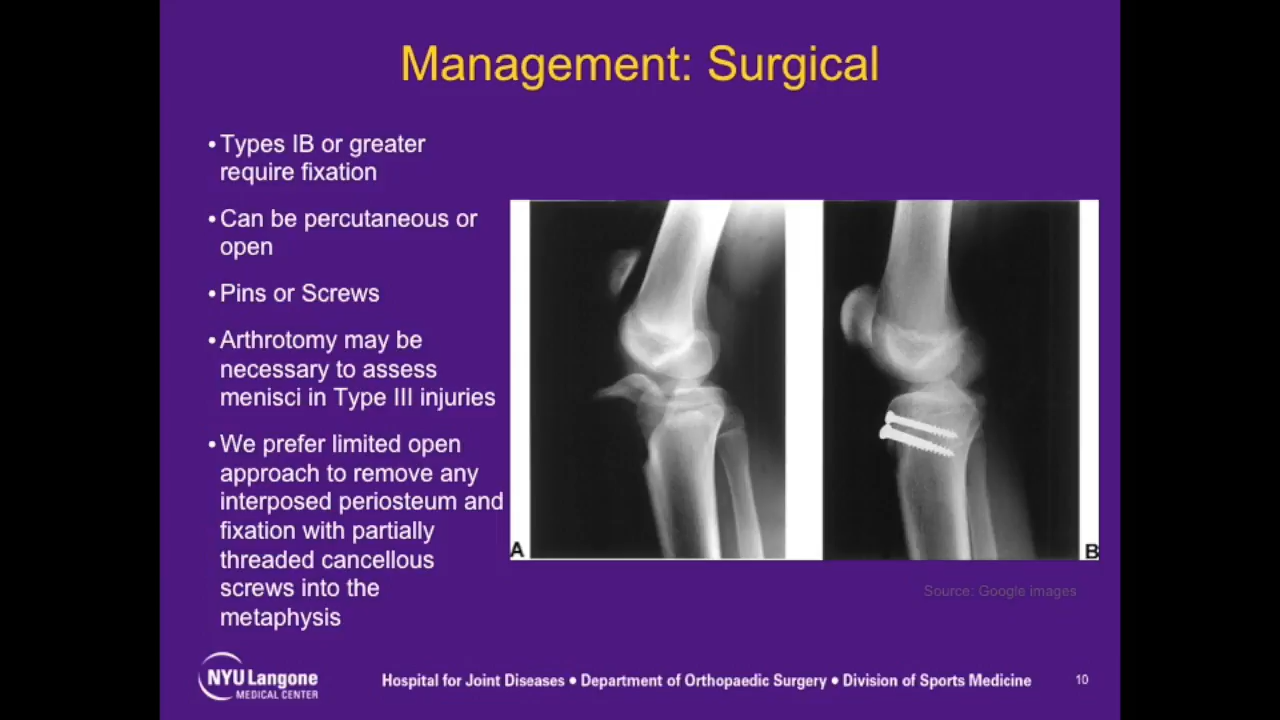 Management: Surgical
• Types IB or greater
require fixation
• Can be percutaneous or
open
• Pins or Screws
• Arthrotomy may be
necessary to assess
menisci in Type III injuries
• We prefer limited open
approach to remove any
interposed periosteum and
fixation with partially
threaded cancellous
screws into the
metaphysis
A
B
Source: Google images
NYU Langone
MEDICAL CENTER
Hospital for Joint Diseases • Department of Orthopaedic Surgery • Division of Sports Medicine
10